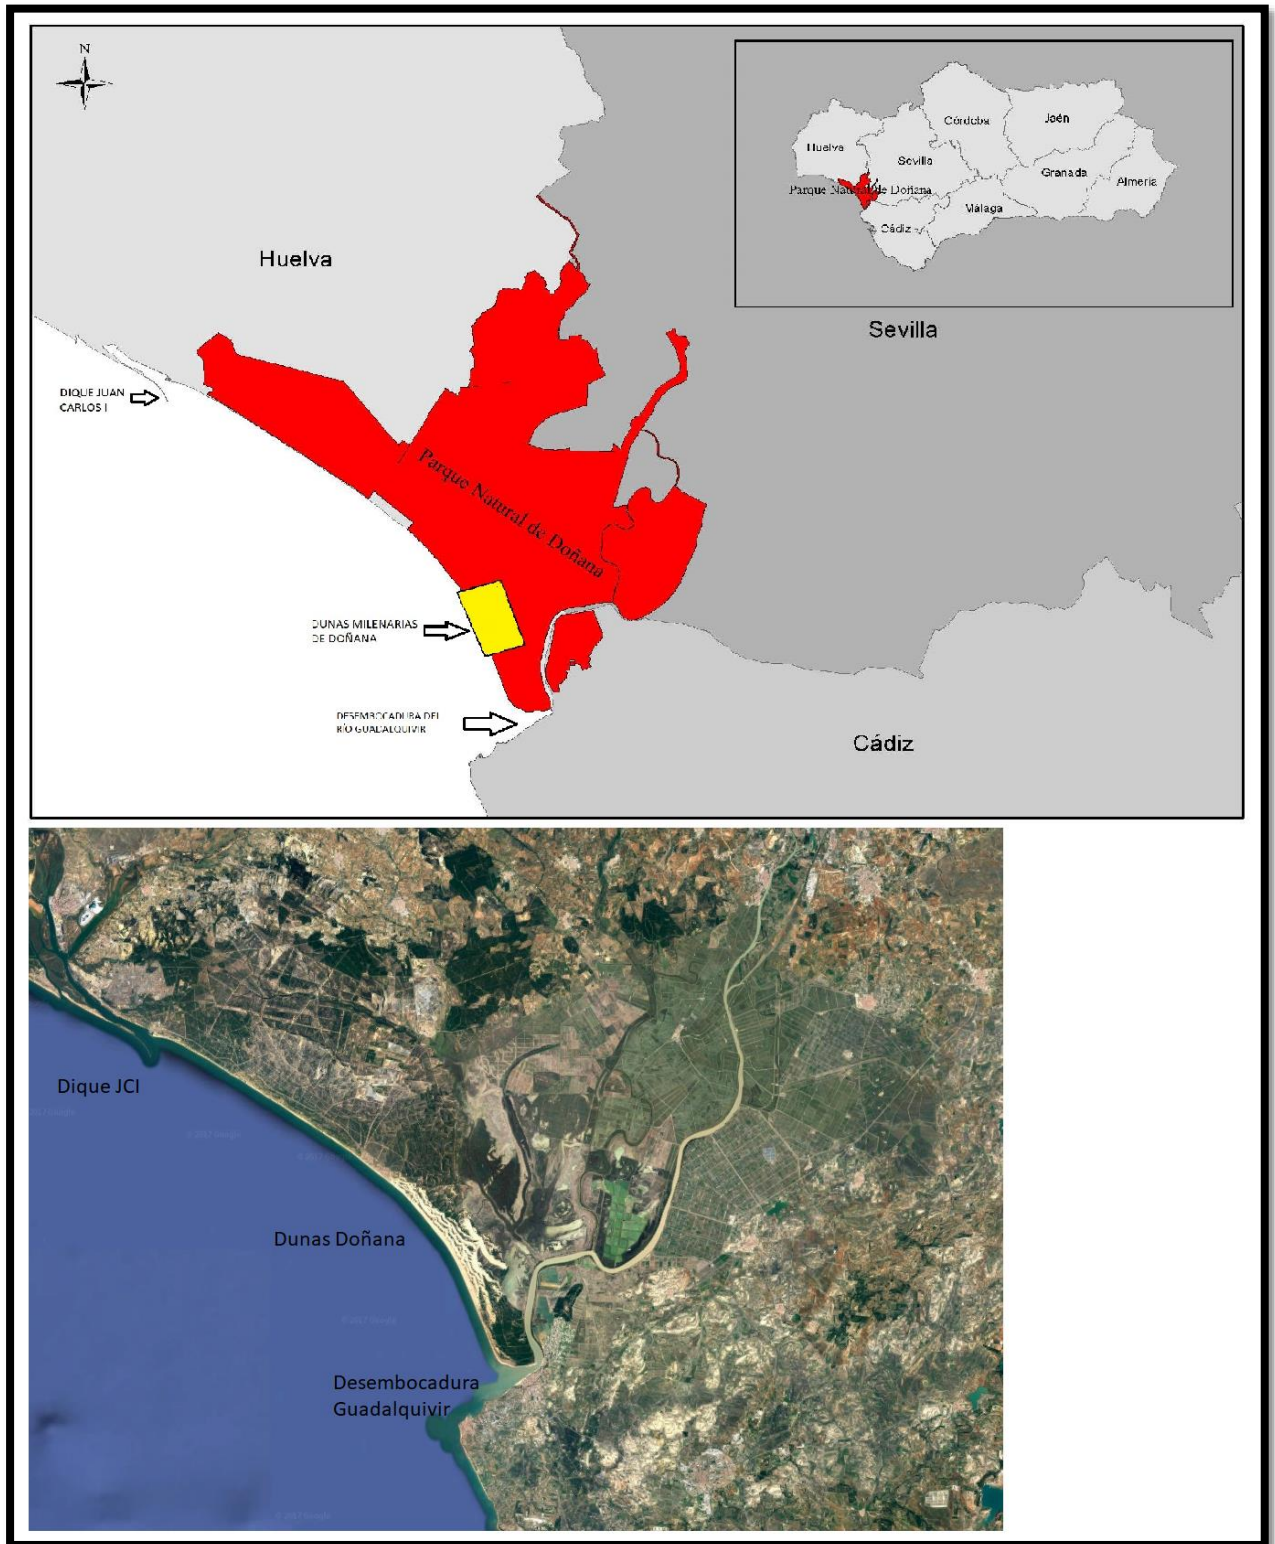 N
Huelva
Sevilla
Córdoba
Jaén
Granada
Almería
Málaga
Cádiz
Parque Natural de Doñana
Huelva
Sevilla
DIQUE JUAN
CARLOS I
Parque Natural de Doñana
DUNAS MILENARIAS
DE DOÑANA
DESEMBOCADURA DEL
RÍO GUADALQUIVIR
Cádiz
Dique JCI
Dunas Doñana
Desembocadura
Guadalquivir